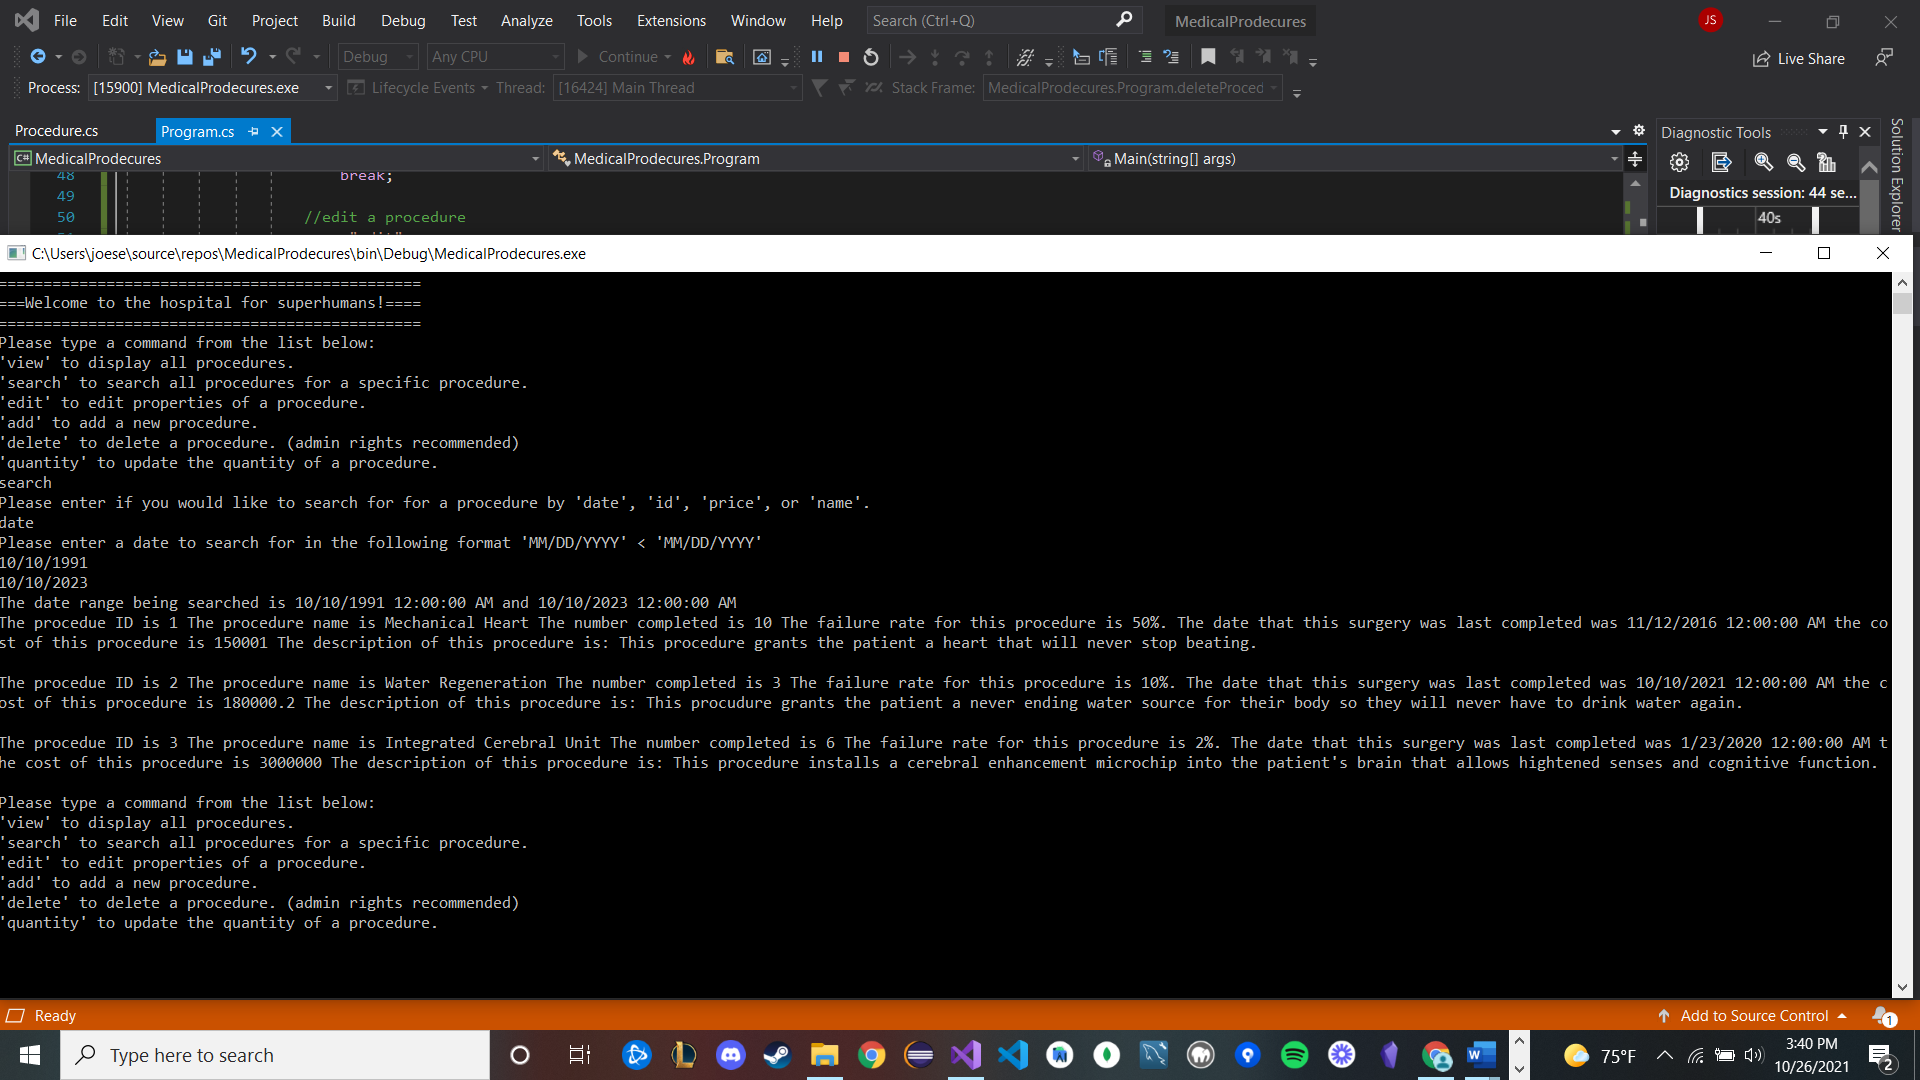 File Edit View Git Project Build Debug Test Analyze Tools Extensions Window Help Search (Ctrl+Q) MedicalProdecures JS
Debug Any CPU Continue Live Share
Process: [15900] MedicalProdecures.exe Lifecycle Events Thread: [16424] Main Thread Stack Frame: MedicalProdecures.Program.deleteProced
Procedure.cs Program.cs Diagnostic Tools
C# MedicalProdecures MedicalProdecures.Program Main(string[] args)
48 break;
49
50 //edit a procedure
Diagnostics session: 44 se...
40s
Solution Explorer
C:\Users\joese\source\repos\MedicalProdecures\bin\Debug\MedicalProdecures.exe
===============================================
===Welcome to the hospital for superhumans!====
===============================================
Please type a command from the list below:
'view' to display all procedures.
'search' to search all procedures for a specific procedure.
'edit' to edit properties of a procedure.
'add' to add a new procedure.
'delete' to delete a procedure. (admin rights recommended)
'quantity' to update the quantity of a procedure.
search
Please enter if you would like to search for for a procedure by 'date', 'id', 'price', or 'name'.
date
Please enter a date to search for in the following format 'MM/DD/YYYY' < 'MM/DD/YYYY'
10/10/1991
10/10/2023
The date range being searched is 10/10/1991 12:00:00 AM and 10/10/2023 12:00:00 AM
The procedue ID is 1 The procedure name is Mechanical Heart The number completed is 10 The failure rate for this procedure is 50%. The date that this surgery was last completed was 11/12/2016 12:00:00 AM the co
st of this procedure is 150001 The description of this procedure is: This procedure grants the patient a heart that will never stop beating.
The procedue ID is 2 The procedure name is Water Regeneration The number completed is 3 The failure rate for this procedure is 10%. The date that this surgery was last completed was 10/10/2021 12:00:00 AM the c
ost of this procedure is 180000.2 The description of this procedure is: This procudure grants the patient a never ending water source for their body so they will never have to drink water again.
The procedue ID is 3 The procedure name is Integrated Cerebral Unit The number completed is 6 The failure rate for this procedure is 2%. The date that this surgery was last completed was 1/23/2020 12:00:00 AM t
he cost of this procedure is 3000000 The description of this procedure is: This procedure installs a cerebral enhancement microchip into the patient's brain that allows hightened senses and cognitive function.
Please type a command from the list below:
'view' to display all procedures.
'search' to search all procedures for a specific procedure.
'edit' to edit properties of a procedure.
'add' to add a new procedure.
'delete' to delete a procedure. (admin rights recommended)
'quantity' to update the quantity of a procedure.
Ready Add to Source Control 1
Type here to search 75°F 3:40 PM
10/26/2021 2